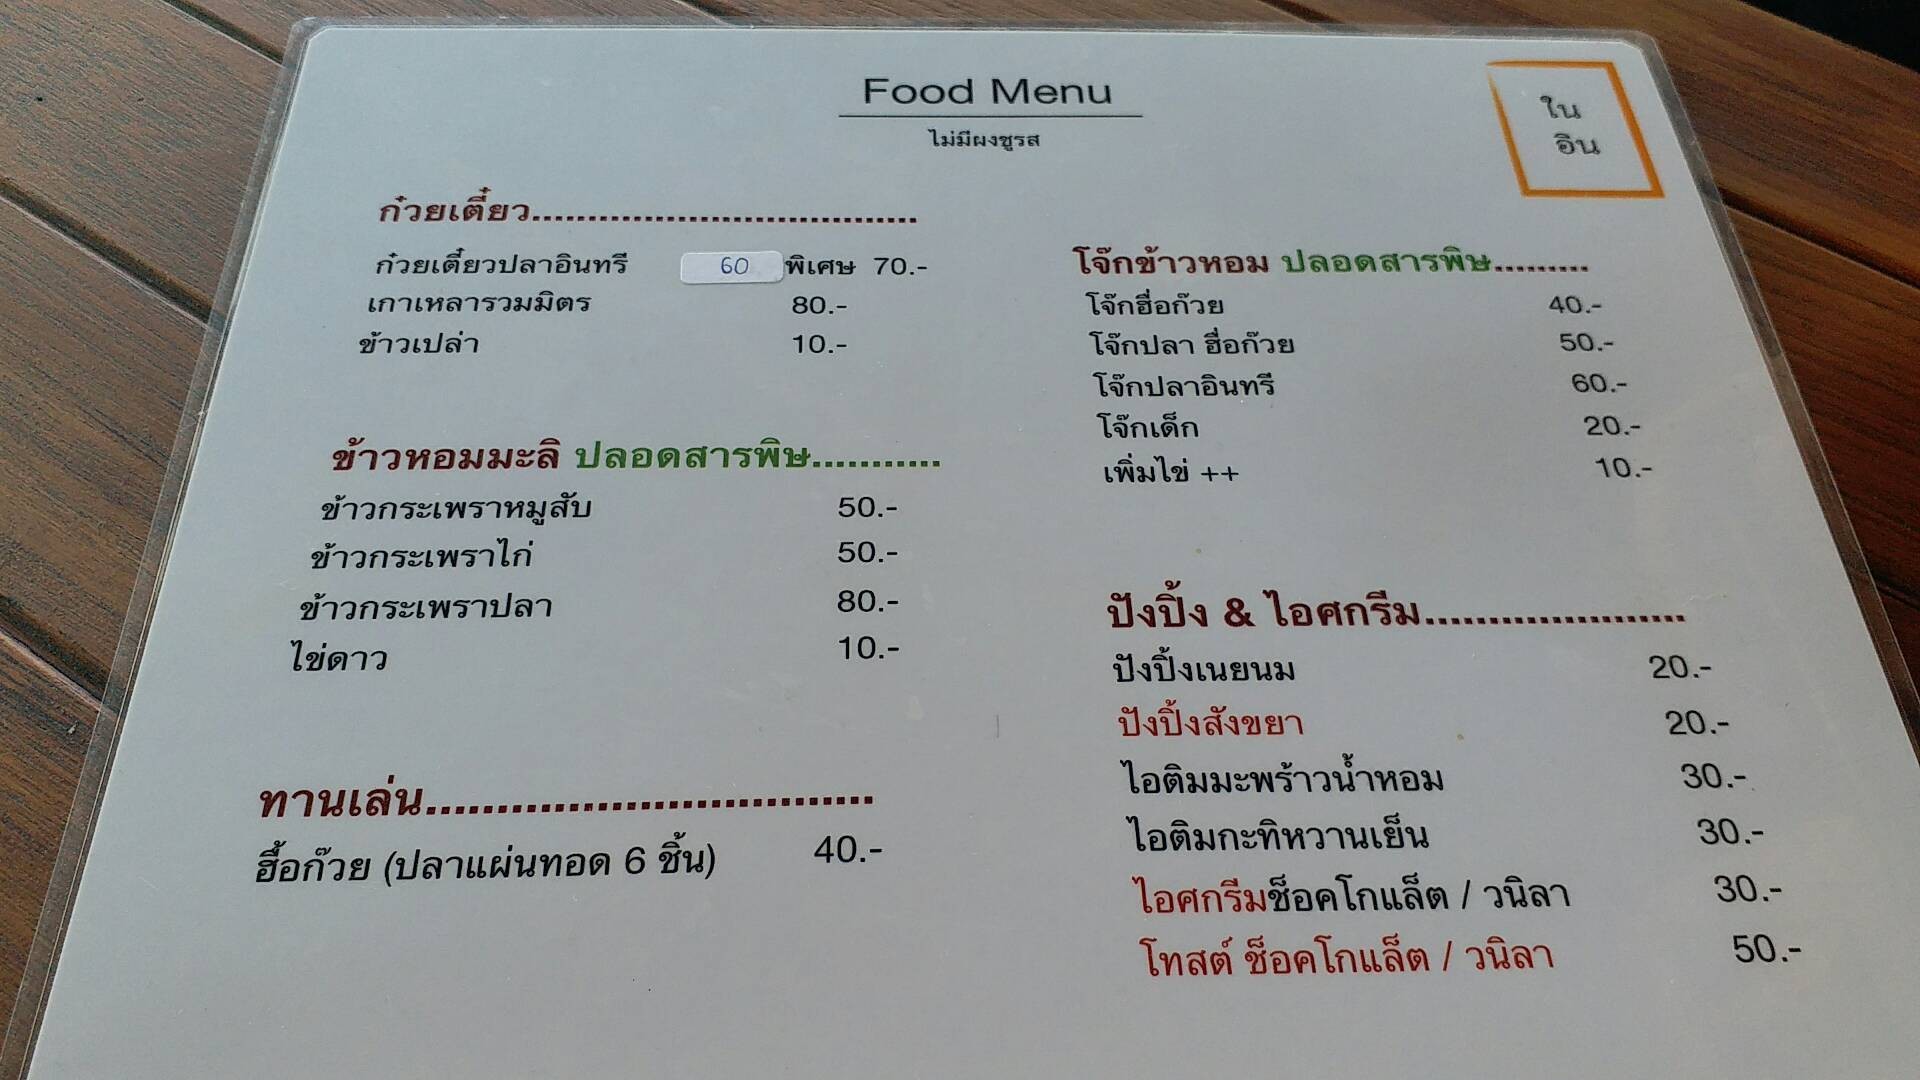 Food Menu
ไม่มีผงชูรส
ใน
อิน
ก๋วยเตี๋ยว..................................
ก๋วยเตี๋ยวปลาอินทรี 60 พิเศษ 70.-
เกาเหลารวมมิตร 80.-
ข้าวเปล่า 10.-
ข้าวหอมมะลิ ปลอดสารพิษ...........
ข้าวกระเพราหมูสับ 50.-
ข้าวกระเพราไก่ 50.-
ข้าวกระเพราปลา 80.-
ไข่ดาว 10.-
ทานเล่น................................
ฮื้อก๊วย (ปลาแผ่นทอด 6 ชิ้น) 40.-
โจ๊กข้าวหอม ปลอดสารพิษ.........
โจ๊กฮื่อก๊วย 40.-
โจ๊กปลา ฮื่อก๊วย 50.-
โจ๊กปลาอินทรี 60.-
โจ๊กเด็ก 20.-
เพิ่มไข่ ++ 10.-
ปังปิ้ง & ไอศกรีม.....................
ปังปิ้งเนยนม 20.-
ปังปิ้งสังขยา 20.-
ไอติมมะพร้าวน้ำหอม 30.-
ไอติมกะทิหวานเย็น 30.-
ไอศกรีมช็อคโกแล็ต / วนิลา 30.-
โทสต์ ช็อคโกแล็ต / วนิลา 50.-